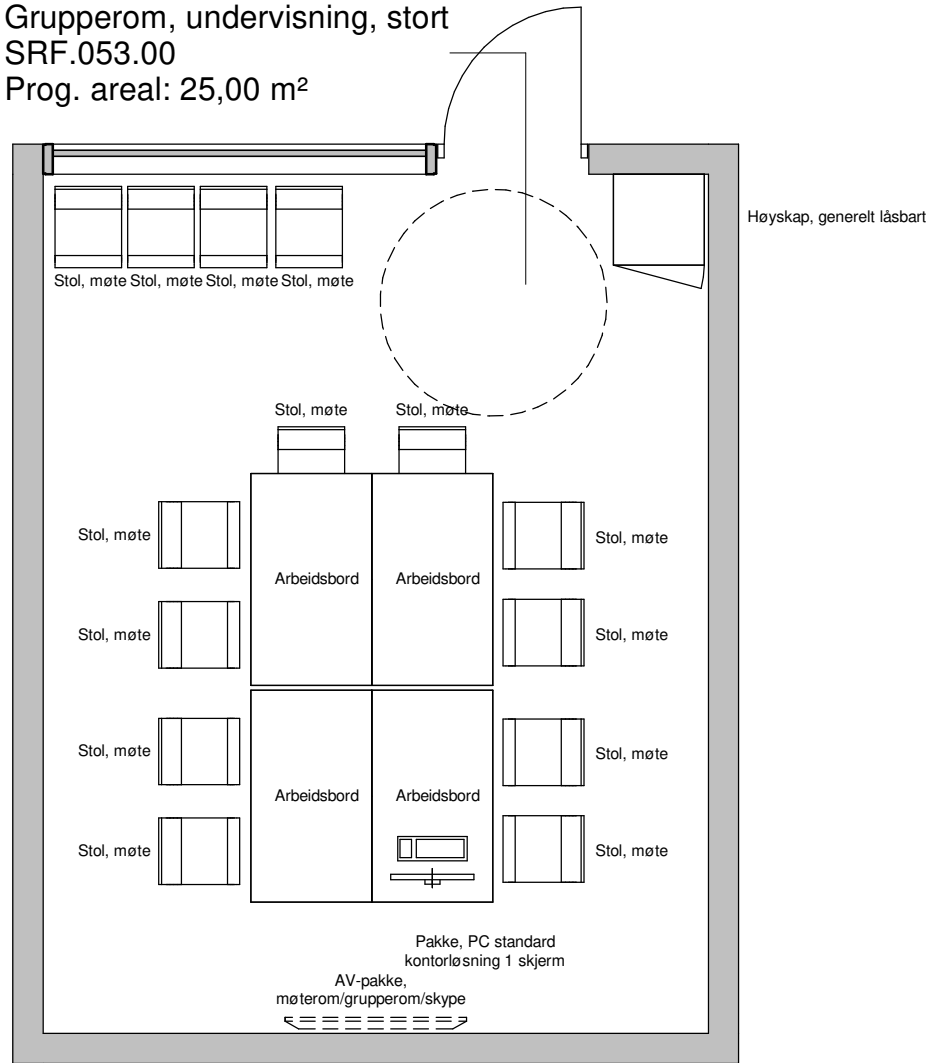 Grupperom, undervisning, stort
SRF.053.00
Prog. areal: 25,00 m²
Høyskap, generelt låsbart
Stol, møte Stol, møte Stol, møte Stol, møte
Stol, møte
Stol, møte
Stol, møte
Stol, møte
Arbeidsbord
Arbeidsbord
Stol, møte
Stol, møte
Stol, møte
Stol, møte
Arbeidsbord
Arbeidsbord
Stol, møte
Stol, møte
Pakke, PC standard
kontorløsning 1 skjerm
AV-pakke,
møterom/grupperom/skype